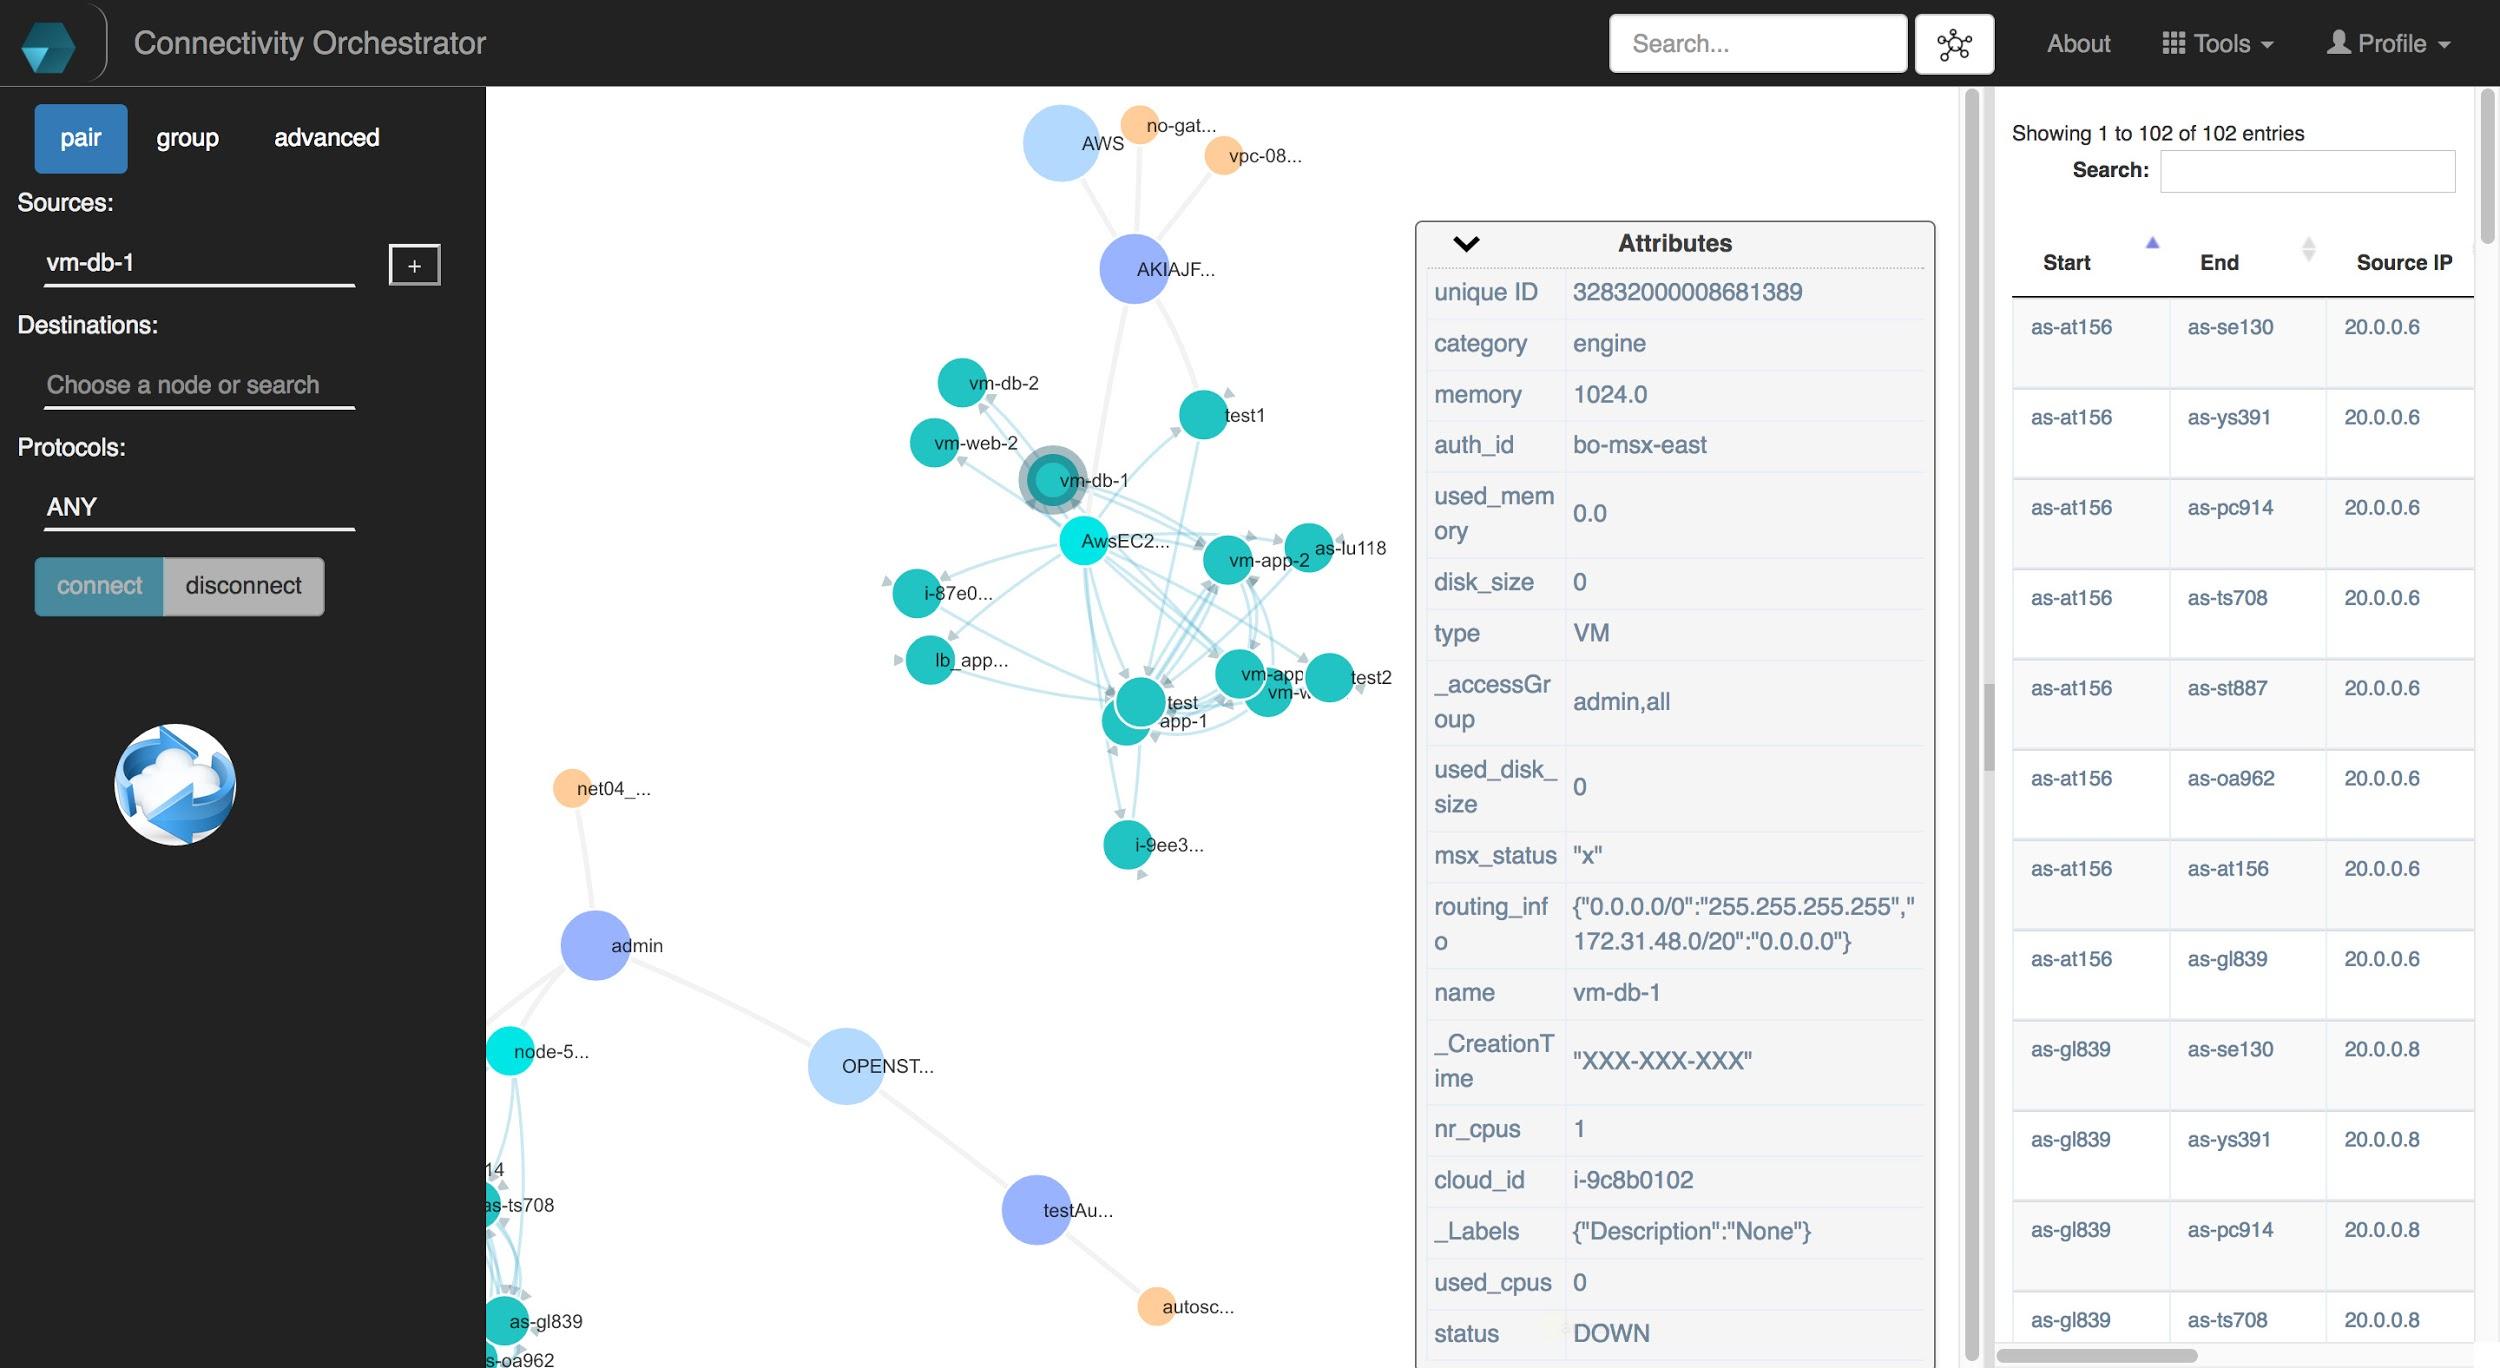 Connectivity Orchestrator
Search...
About
Tools
Profile
pair
group
advanced
Sources:
vm-db-1
+
Destinations:
Choose a node or search
Protocols:
ANY
connect
disconnect
AWS
no-gat...
vpc-08...
AKIAJF...
vm-db-2
test1
vm-web-2
vm-db-1
AwsEC2...
vm-app-2
as-lu118
i-87e0...
lb_app...
vm-app
vm-w
test2
test
app-1
i-9ee3...
net04_...
admin
node-5...
OPENST...
14
as-ts708
testAu...
autosc...
as-gl839
s-oa962
Attributes
unique ID 32832000008681389
category engine
memory 1024.0
auth_id bo-msx-east
used_mem
ory 0.0
disk_size 0
type VM
_accessGr
oup admin,all
used_disk_
size 0
msx_status "x"
routing_inf {"0.0.0.0/0":"255.255.255.255","
o 172.31.48.0/20":"0.0.0.0"}
name vm-db-1
_CreationT
ime "XXX-XXX-XXX"
nr_cpus 1
cloud_id i-9c8b0102
_Labels {"Description":"None"}
used_cpus 0
status DOWN
Showing 1 to 102 of 102 entries
Search:
Start End Source IP
as-at156 as-se130 20.0.0.6
as-at156 as-ys391 20.0.0.6
as-at156 as-pc914 20.0.0.6
as-at156 as-ts708 20.0.0.6
as-at156 as-st887 20.0.0.6
as-at156 as-oa962 20.0.0.6
as-at156 as-at156 20.0.0.6
as-at156 as-gl839 20.0.0.6
as-gl839 as-se130 20.0.0.8
as-gl839 as-ys391 20.0.0.8
as-gl839 as-pc914 20.0.0.8
as-gl839 as-ts708 20.0.0.8